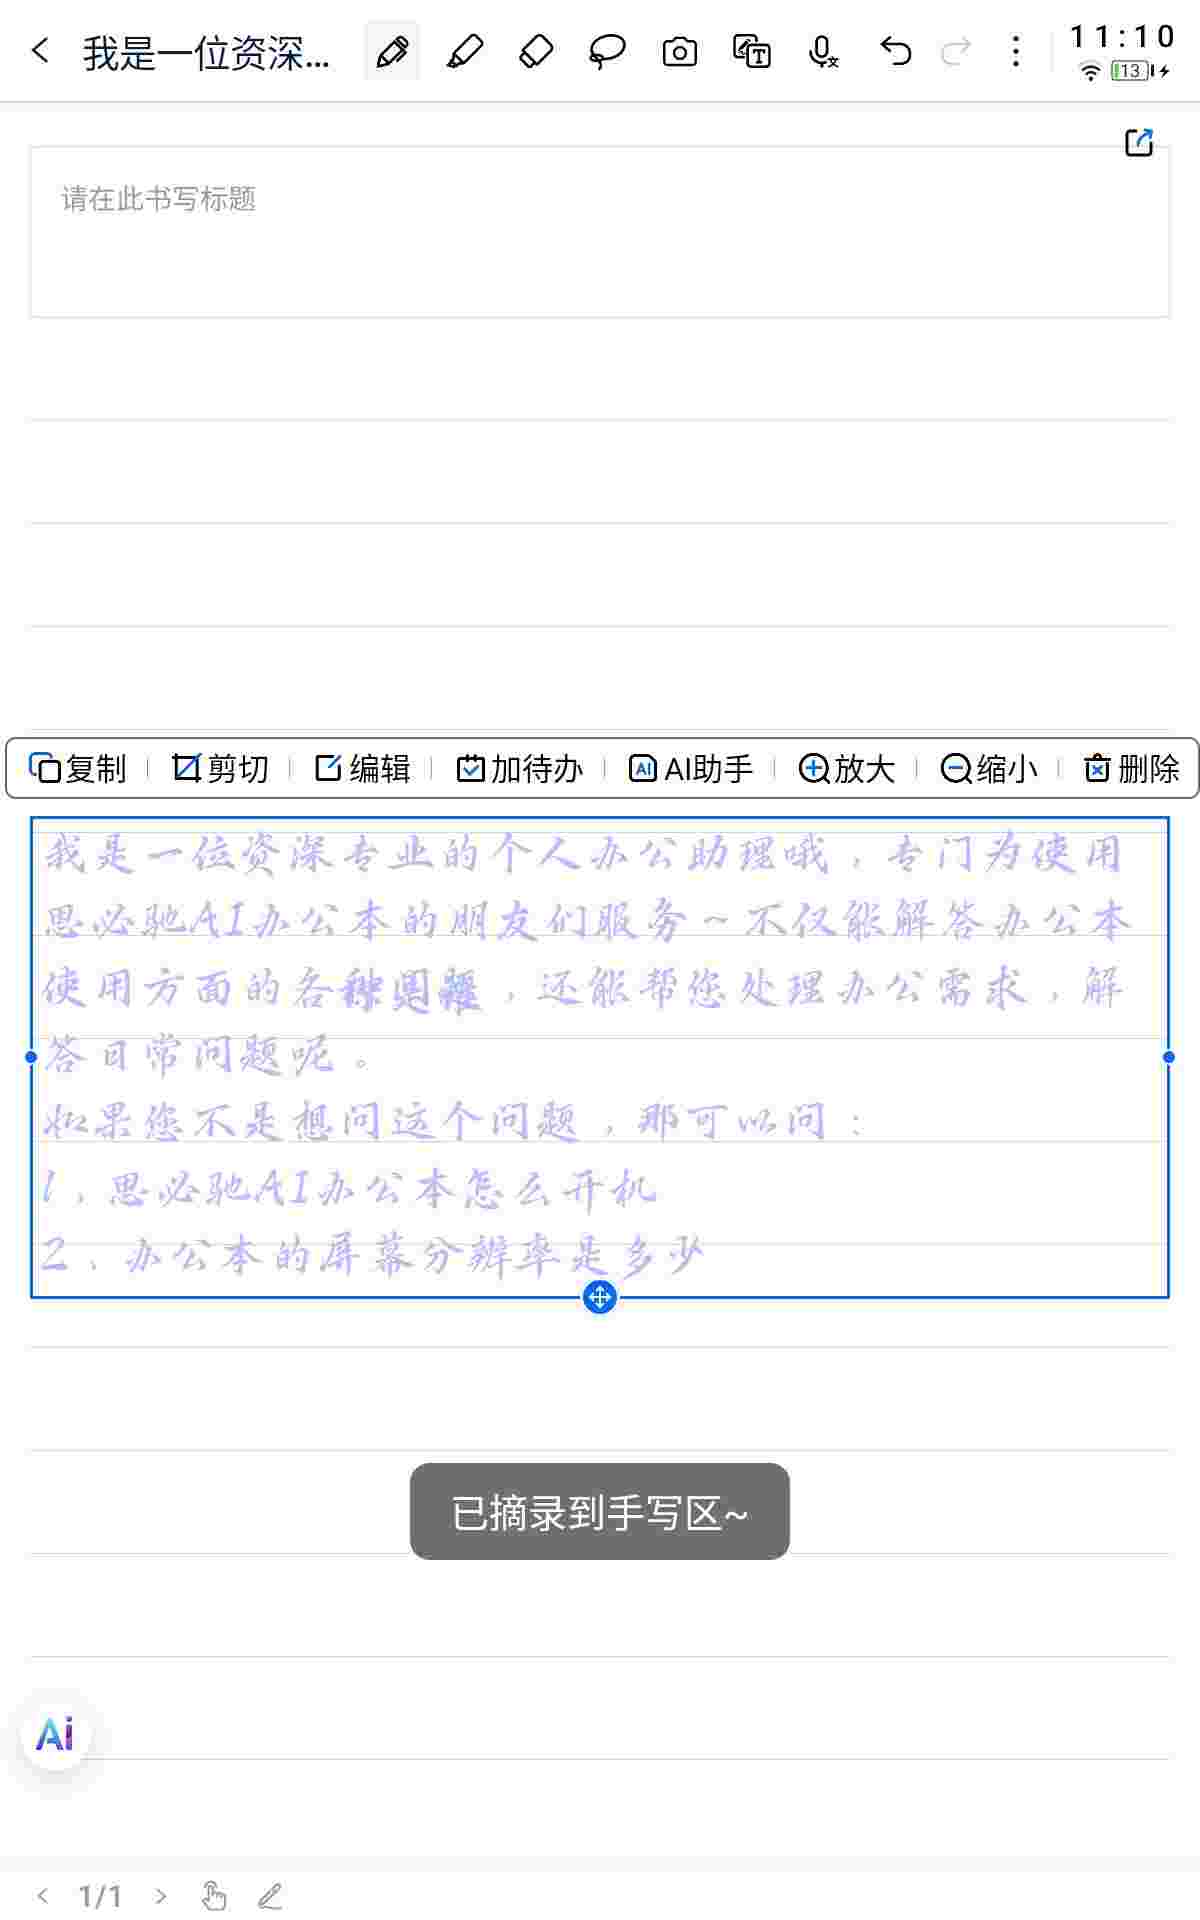 我是一位资深...
11:10
13
请在此书写标题
复制 剪切 编辑 加待办 AI助手 放大 缩小 删除
我是一位资深专业的个人办公助理哦，专门为使用
思必驰AI办公本的朋友们服务~不仅能解答办公本
使用方面的各种问题，还能帮您处理办公需求，解
答日常问题呢。
如果您不是想问这个问题，那可以问：
1、思必驰AI办公本怎么开机
2、办公本的屏幕分辨率是多少
已摘录到手写区~
Ai
1/1